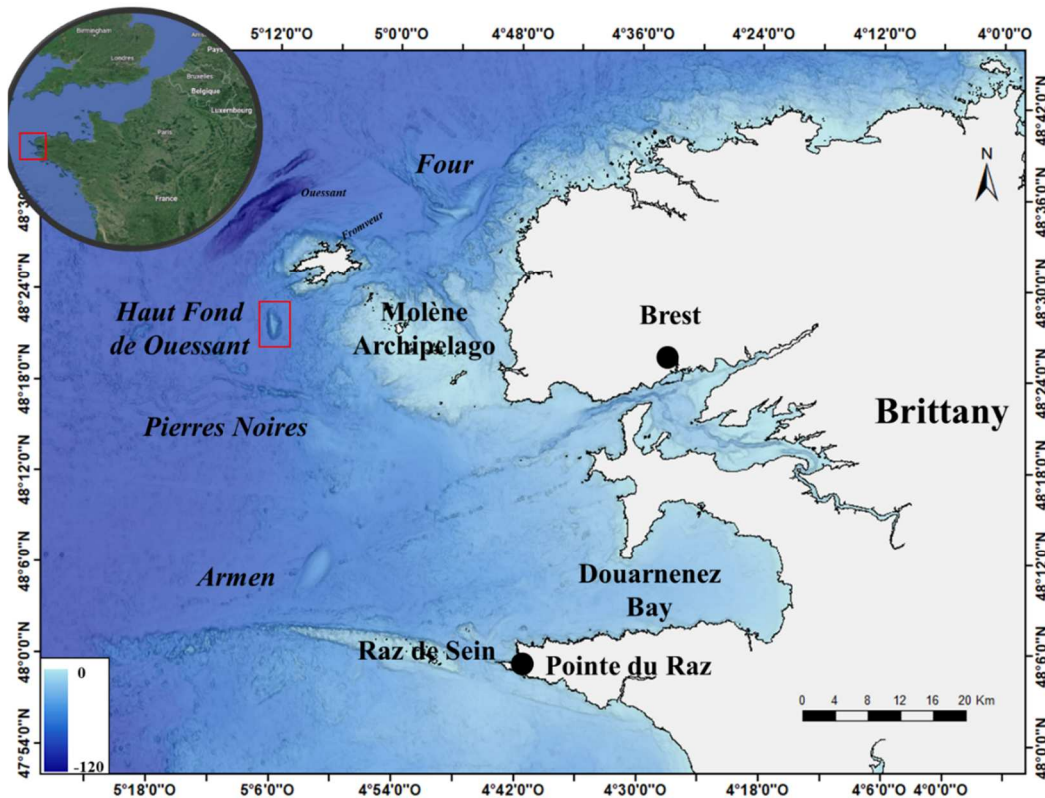 5°12'0"O 5°0'0"O 4°48'0"O 4°36'0"O 4°24'0"O 4°12'0"O 4°0'0"O
Birmingham
Londres
Pays
Bruxelles
Belgique
Luxembourg
Paris
France
Four
Ouessant
Fromveur
N
Haut Fond
de Ouessant
Molène
Archipelago
Brest
Pierres Noires
Brittany
Armen
Douarnenez
Bay
Raz de Sein
Pointe du Raz
0
-120
0 4 8 12 16 20 Km
48°24'0"N
48°18'0"N
48°12'0"N
48°6'0"N
48°0'0"N
47°54'0"N
48°42'0"N
48°36'0"N
48°30'0"N
48°24'0"N
48°18'0"N
48°12'0"N
48°6'0"N
48°0'0"N
5°18'0"O 5°6'0"O 4°54'0"O 4°42'0"O 4°30'0"O 4°18'0"O 4°6'0"O 4°0'0"O